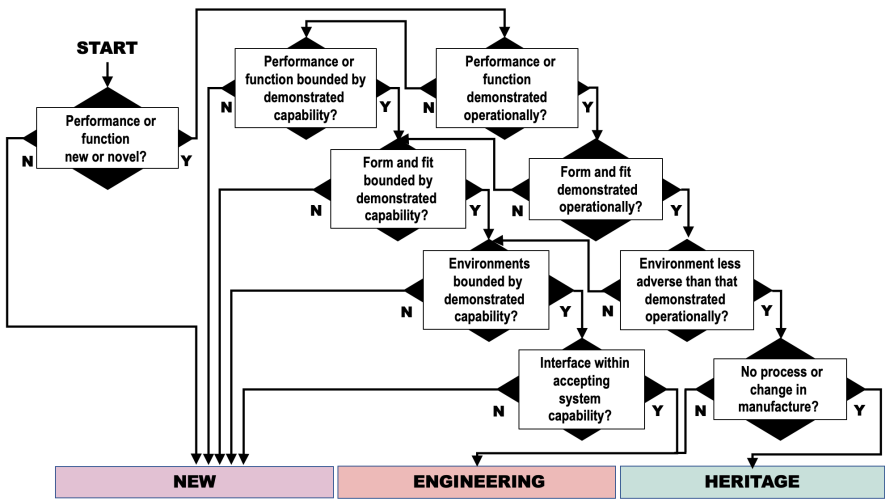 START
Performance or
function
new or novel?
N
Y
Performance or
function bounded by
demonstrated
capability?
N
Y
Performance or
function
demonstrated
operationally?
N
Y
Form and fit
bounded by
demonstrated
capability?
N
Y
Form and fit
demonstrated
operationally?
N
Y
Environments
bounded by
demonstrated
capability?
N
Y
Environment less
adverse than that
demonstrated
operationally?
N
Y
Interface within
accepting
system
capability?
N
Y
No process or
change in
manufacture?
N
Y
NEW
ENGINEERING
HERITAGE